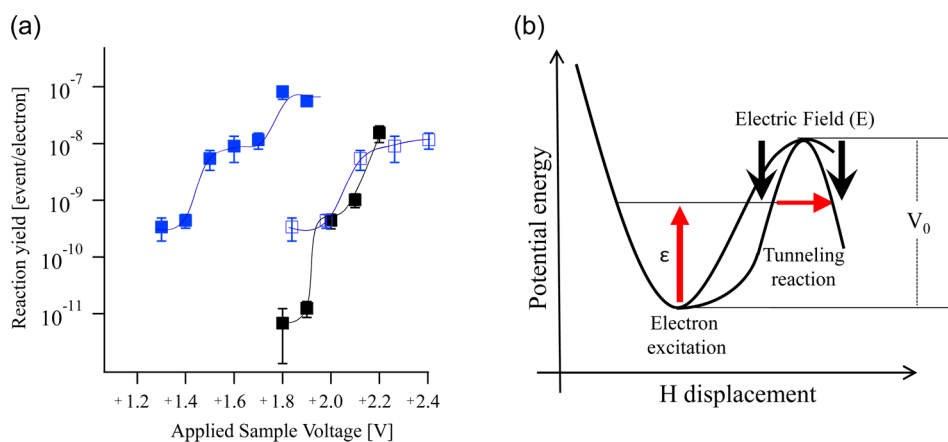 (a)
Reaction yield [event/electron]
10-7
10-8
10-9
10-10
10-11
+1.2 +1.4 +1.6 +1.8 +2.0 +2.2 +2.4
Applied Sample Voltage [V]
(b)
Potential energy
Electric Field (E)
ε
V0
Tunneling
reaction
Electron
excitation
H displacement